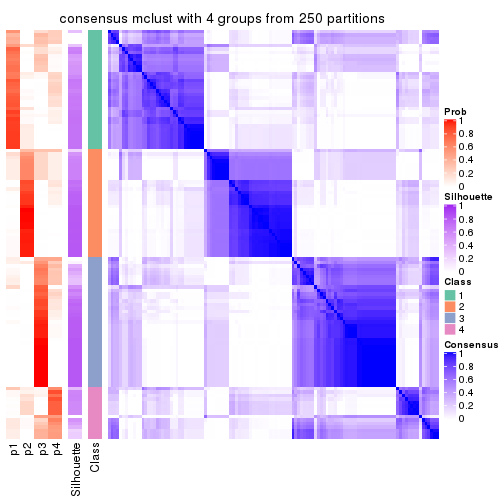 consensus mclust with 4 groups from 250 partitions
Prob
1
0.8
0.6
0.4
0.2
0
Silhouette
1
0.8
0.6
0.4
0.2
0
Class
1
2
3
4
Consensus
1
0.8
0.6
0.4
0.2
0
p1
p2
p3
p4
Silhouette
Class